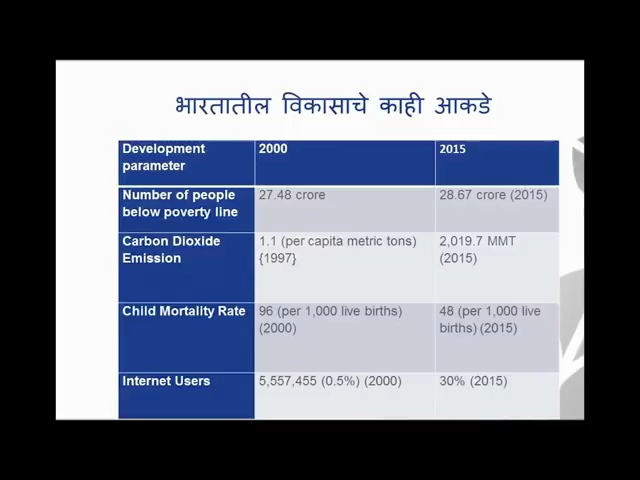 भारतातील विकासाचे काही आकडे
Development parameter 2000 2015
Number of people below poverty line 27.48 crore 28.67 crore (2015)
Carbon Dioxide Emission 1.1 (per capita metric tons) {1997} 2,019.7 MMT (2015)
Child Mortality Rate 96 (per 1,000 live births) (2000) 48 (per 1,000 live births) (2015)
Internet Users 5,557,455 (0.5%) (2000) 30% (2015)